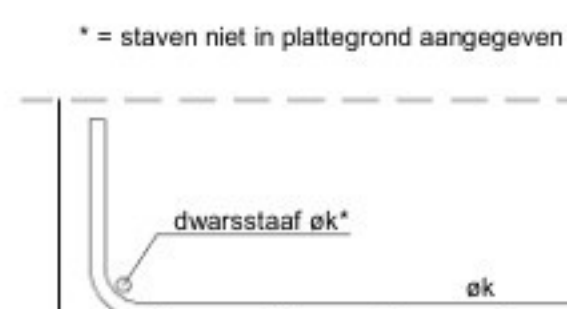 * = staven niet in plattegrond aangegeven
dwarsstaaf øk*
øk